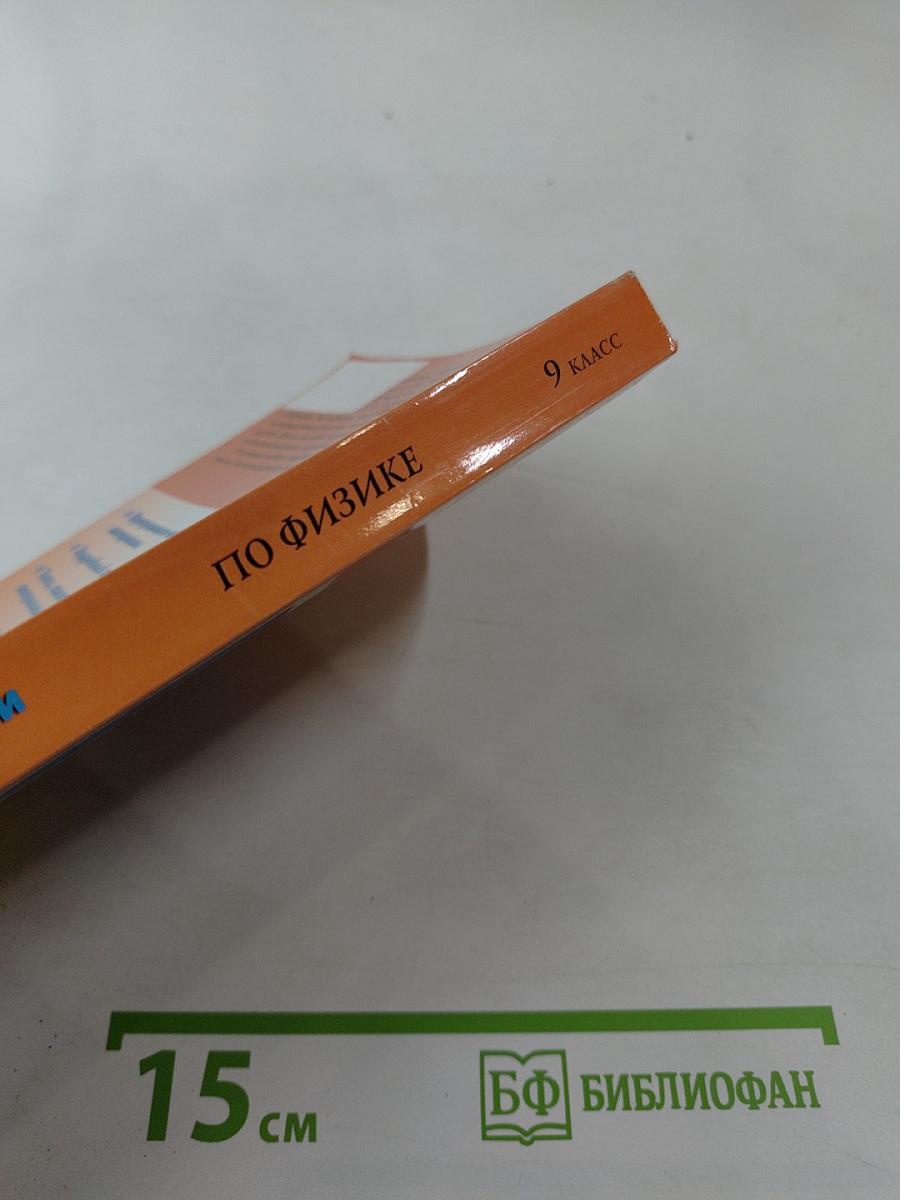 9 КЛАСС
ПО ФИЗИКЕ
И
15 см
БФ БИБЛИОФАН